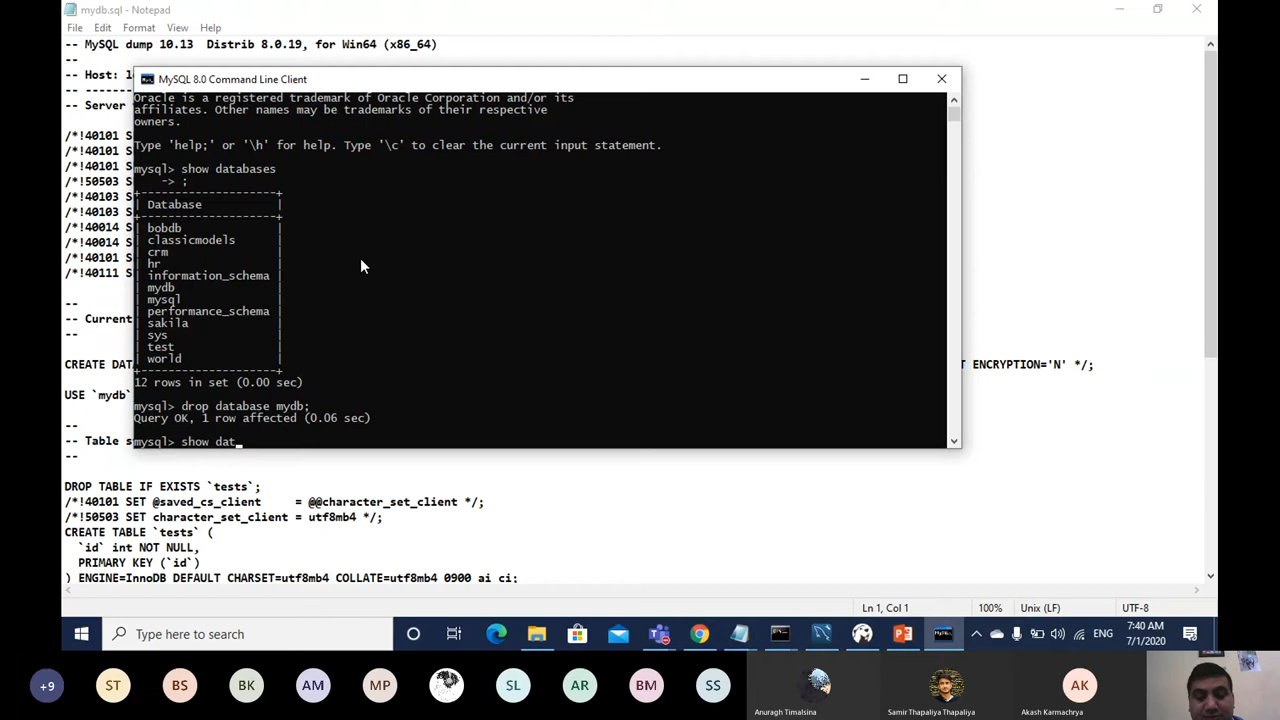 mydb.sql - Notepad
File Edit Format View Help
-- MySQL dump 10.13 Distrib 8.0.19, for Win64 (x86_64)
--
-- Host: l
-- -------
-- Server
/*!40101 S
/*!40101 S
/*!40101 S
/*!50503 S
/*!40103 S
/*!40103 S
/*!40014 S
/*!40014 S
/*!40101 S
/*!40111 S
--
-- Current
--
CREATE DAT
T ENCRYPTION='N' */;
USE `mydb`
--
-- Table s
--
DROP TABLE IF EXISTS `tests`;
/*!40101 SET @saved_cs_client     = @@character_set_client */;
/*!50503 SET character_set_client = utf8mb4 */;
CREATE TABLE `tests` (
`id` int NOT NULL,
PRIMARY KEY (`id`)
) ENGINE=InnoDB DEFAULT CHARSET=utf8mb4 COLLATE=utf8mb4_0900_ai_ci;
MySQL 8.0 Command Line Client
Oracle is a registered trademark of Oracle Corporation and/or its
affiliates. Other names may be trademarks of their respective
owners.
Type 'help;' or '\h' for help. Type '\c' to clear the current input statement.
mysql> show databases
-> ;
+--------------------+
| Database           |
+--------------------+
| bobdb              |
| classicmodels      |
| crm                |
| hr                 |
| information_schema |
| mydb               |
| mysql              |
| performance_schema |
| sakila             |
| sys                |
| test               |
| world              |
+--------------------+
12 rows in set (0.00 sec)
mysql> drop database mydb;
Query OK, 1 row affected (0.06 sec)
mysql> show dat_
Ln 1, Col 1 100% Unix (LF) UTF-8
Type here to search
ENG
7:40 AM
7/1/2020
+9 ST BS BK AM MP SL AR BM SS AK
Anuragh Timalsina Samir Thapaliya Thapaliya Akash Karmachrya